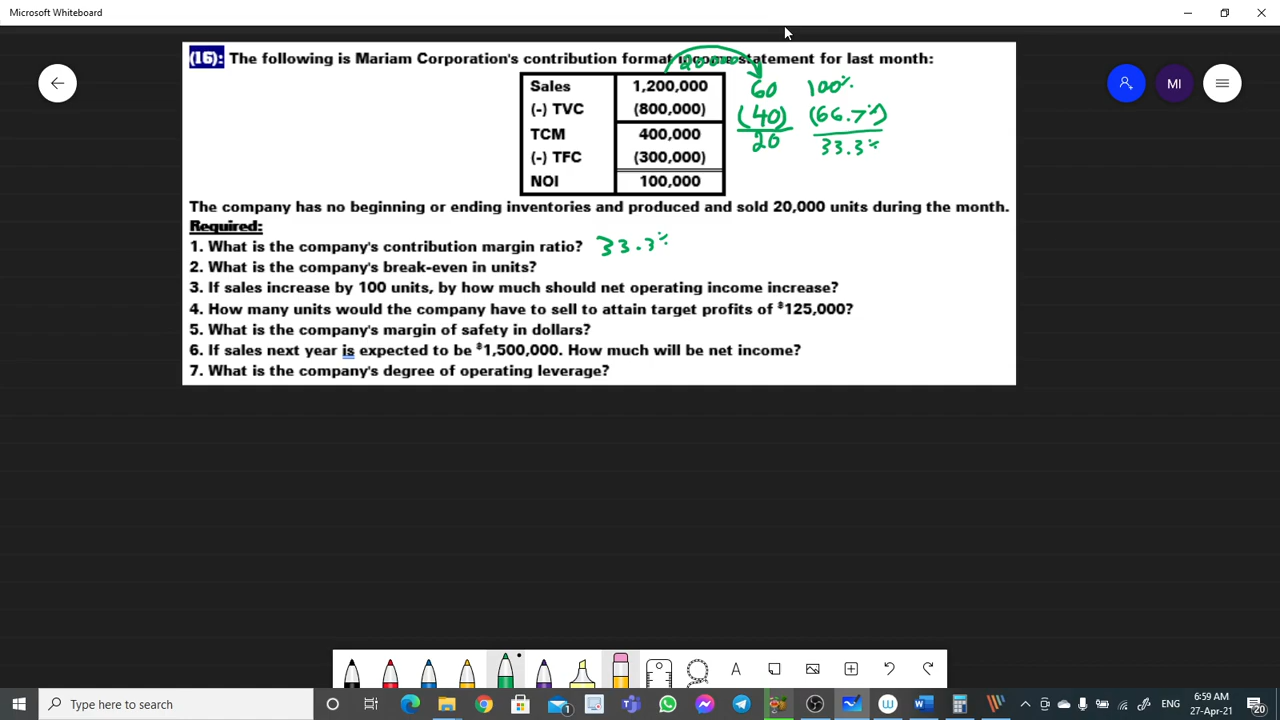 Microsoft Whiteboard
(16): The following is Mariam Corporation's contribution format income statement for last month:
20000
Sales 1,200,000 60 100%
(-) TVC (800,000) (40) (66.7%)
TCM 400,000 20 33.3%
(-) TFC (300,000)
NOI 100,000
The company has no beginning or ending inventories and produced and sold 20,000 units during the month.
Required:
1. What is the company's contribution margin ratio? 33.3%
2. What is the company's break-even in units?
3. If sales increase by 100 units, by how much should net operating income increase?
4. How many units would the company have to sell to attain target profits of $125,000?
5. What is the company's margin of safety in dollars?
6. If sales next year is expected to be $1,500,000. How much will be net income?
7. What is the company's degree of operating leverage?
MI
A
Type here to search
ENG
6:59 AM
27-Apr-21
20